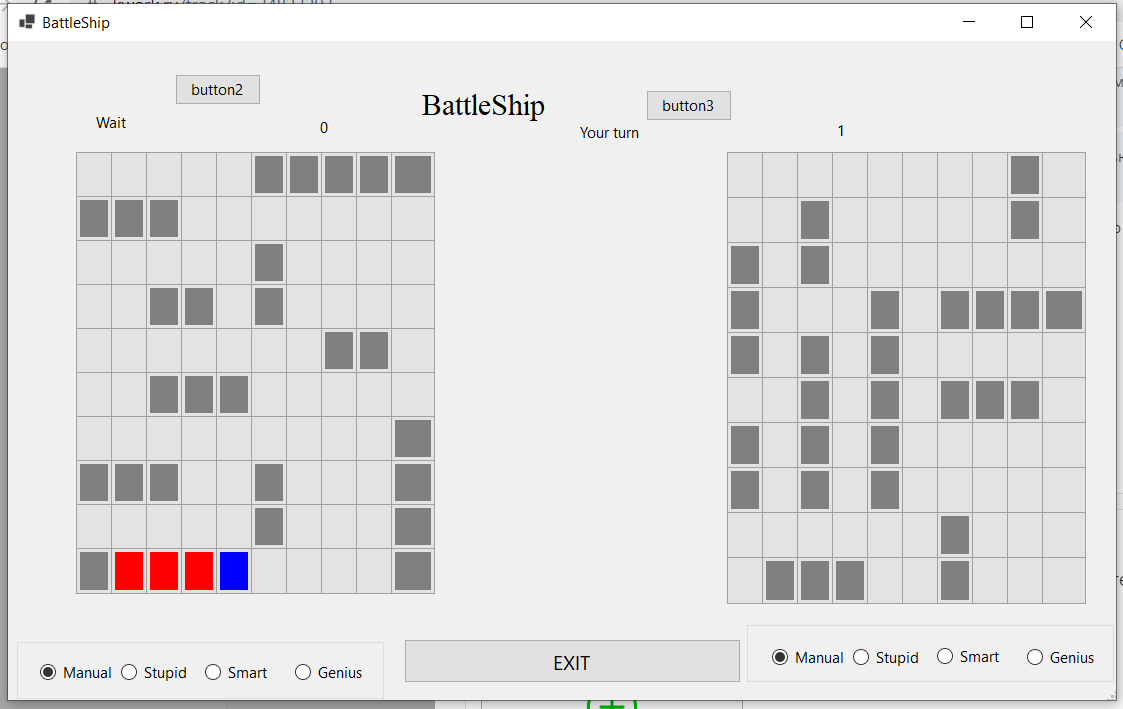 BattleShip
button2
BattleShip
button3
Wait
0
Your turn
1
Manual
Stupid
Smart
Genius
EXIT
Manual
Stupid
Smart
Genius